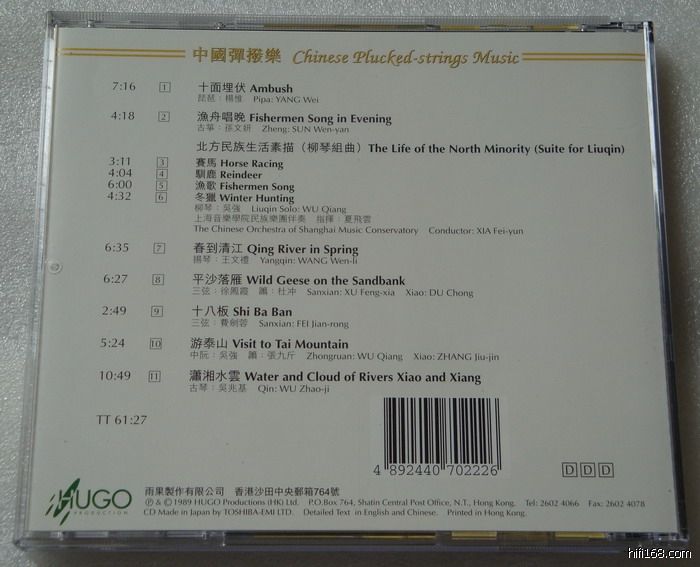 中國彈撥樂 Chinese Plucked-strings Music
7:16 1 十面埋伏 Ambush
琵琶：楊惟 Pipa: YANG Wei
4:18 2 漁舟唱晚 Fishermen Song in Evening
古箏：孫文妍 Zheng: SUN Wen-yan
北方民族生活素描（柳琴組曲）The Life of the North Minority (Suite for Liuqin)
3:11 3 賽馬 Horse Racing
4:04 4 馴鹿 Reindeer
6:00 5 漁歌 Fishermen Song
4:32 6 冬獵 Winter Hunting
柳琴：吳強 Liuqin Solo: WU Qiang
上海音樂學院民族樂團伴奏 指揮：夏飛雲
The Chinese Orchestra of Shanghai Music Conservatory Conductor: XIA Fei-yun
6:35 7 春到清江 Qing River in Spring
揚琴：王文禮 Yangqin: WANG Wen-li
6:27 8 平沙落雁 Wild Geese on the Sandbank
三弦：徐鳳霞 簫：杜冲 Sanxian: XU Feng-xia Xiao: DU Chong
2:49 9 十八板 Shi Ba Ban
三弦：費劍蓉 Sanxian: FEI Jian-rong
5:24 10 游泰山 Visit to Tai Mountain
中阮：吳強 簫：張九斤 Zhongruan: WU Qiang Xiao: ZHANG Jiu-jin
10:49 11 瀟湘水雲 Water and Cloud of Rivers Xiao and Xiang
古琴：吳兆基 Qin: WU Zhao-ji
TT 61:27
4 892440 702226
DDD
HUGO
PRODUCTION
雨果製作有限公司 香港沙田中央郵箱764號
℗ & © 1989 HUGO Productions (HK) Ltd. P.O.Box 764, Shatin Central Post Office, N.T., Hong Kong. Tel: 2602 4066 Fax: 2602 4078
CD Made in Japan by TOSHIBA-EMI LTD. Detailed Text in English and Chinese. Printed in Hong Kong.
hifi168.com